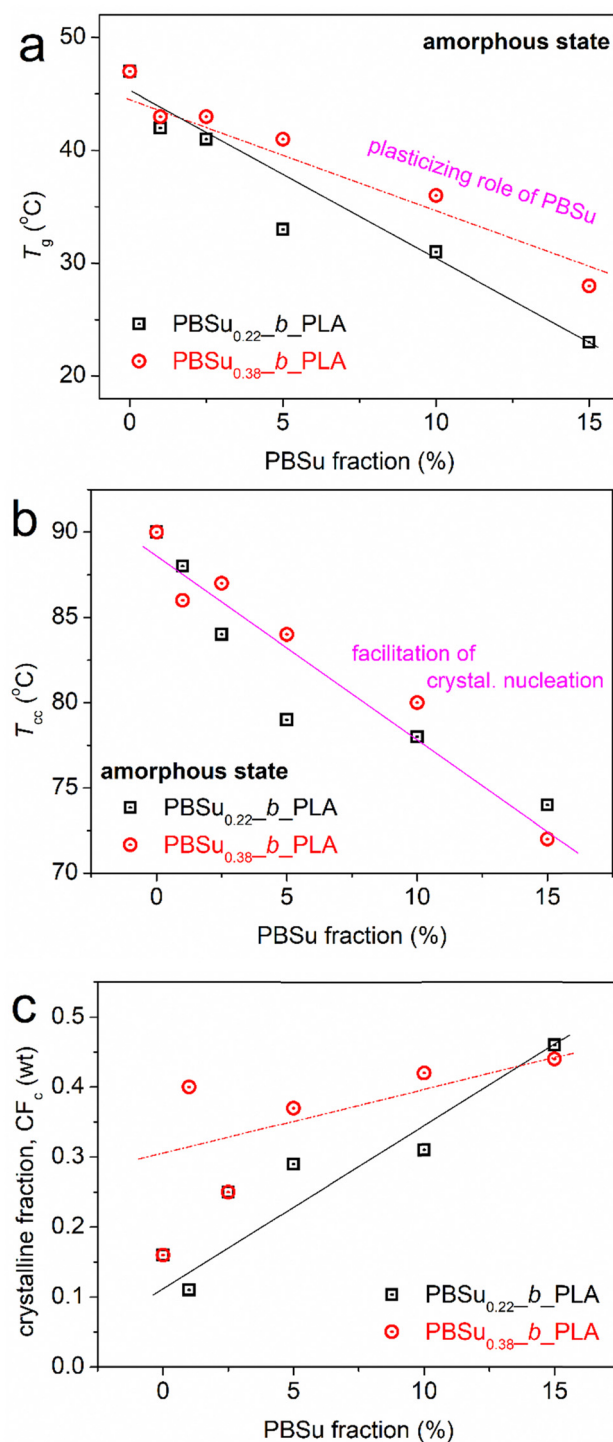 a
amorphous state
50
40
30
20
Tg (°C)
plasticizing role of PBSu
PBSu0.22_b_PLA
PBSu0.38_b_PLA
0
5
10
15
PBSu fraction (%)
b
90
85
80
75
70
Tcc (°C)
facilitation of
crystal. nucleation
amorphous state
PBSu0.22_b_PLA
PBSu0.38_b_PLA
0
5
10
15
PBSu fraction (%)
c
0.5
0.4
0.3
0.2
0.1
0.0
crystalline fraction, CFc (wt)
PBSu0.22_b_PLA
PBSu0.38_b_PLA
0
5
10
15
PBSu fraction (%)